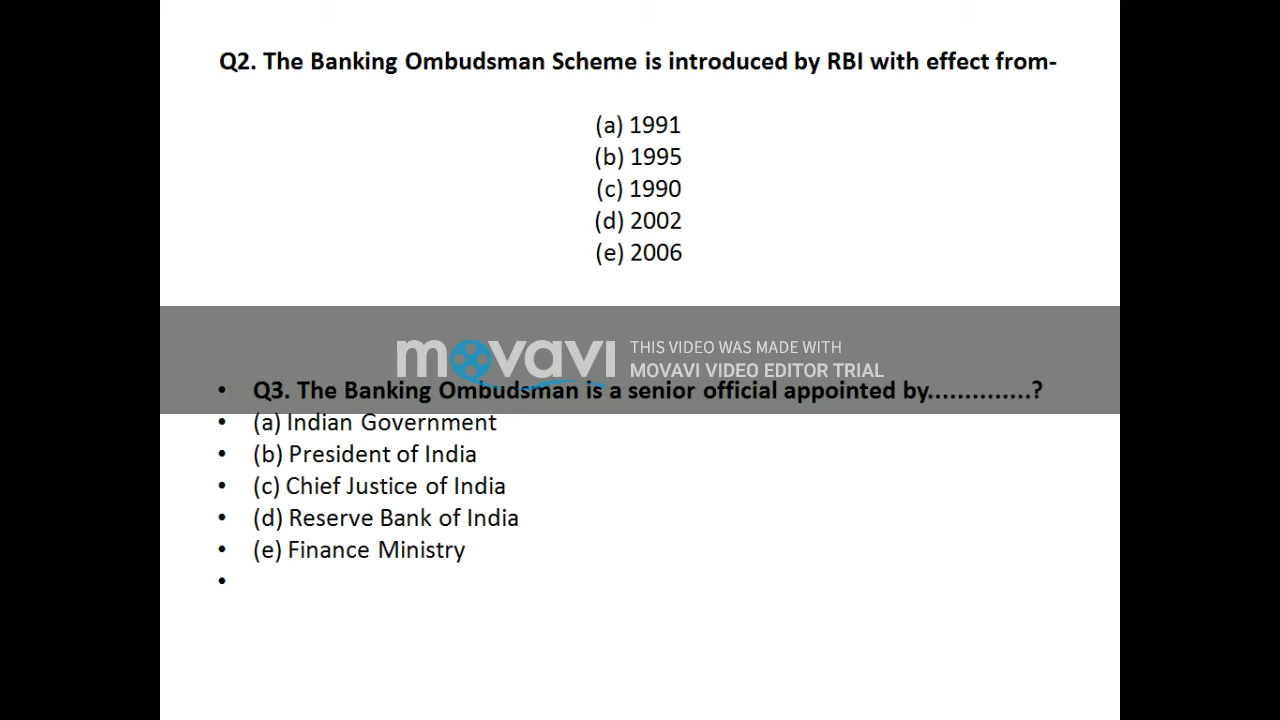 Q2. The Banking Ombudsman Scheme is introduced by RBI with effect from-
(a) 1991
(b) 1995
(c) 1990
(d) 2002
(e) 2006
movavi
THIS VIDEO WAS MADE WITH
MOVAVI VIDEO EDITOR TRIAL
• Q3. The Banking Ombudsman is a senior official appointed by..............?
• (a) Indian Government
• (b) President of India
• (c) Chief Justice of India
• (d) Reserve Bank of India
• (e) Finance Ministry
•